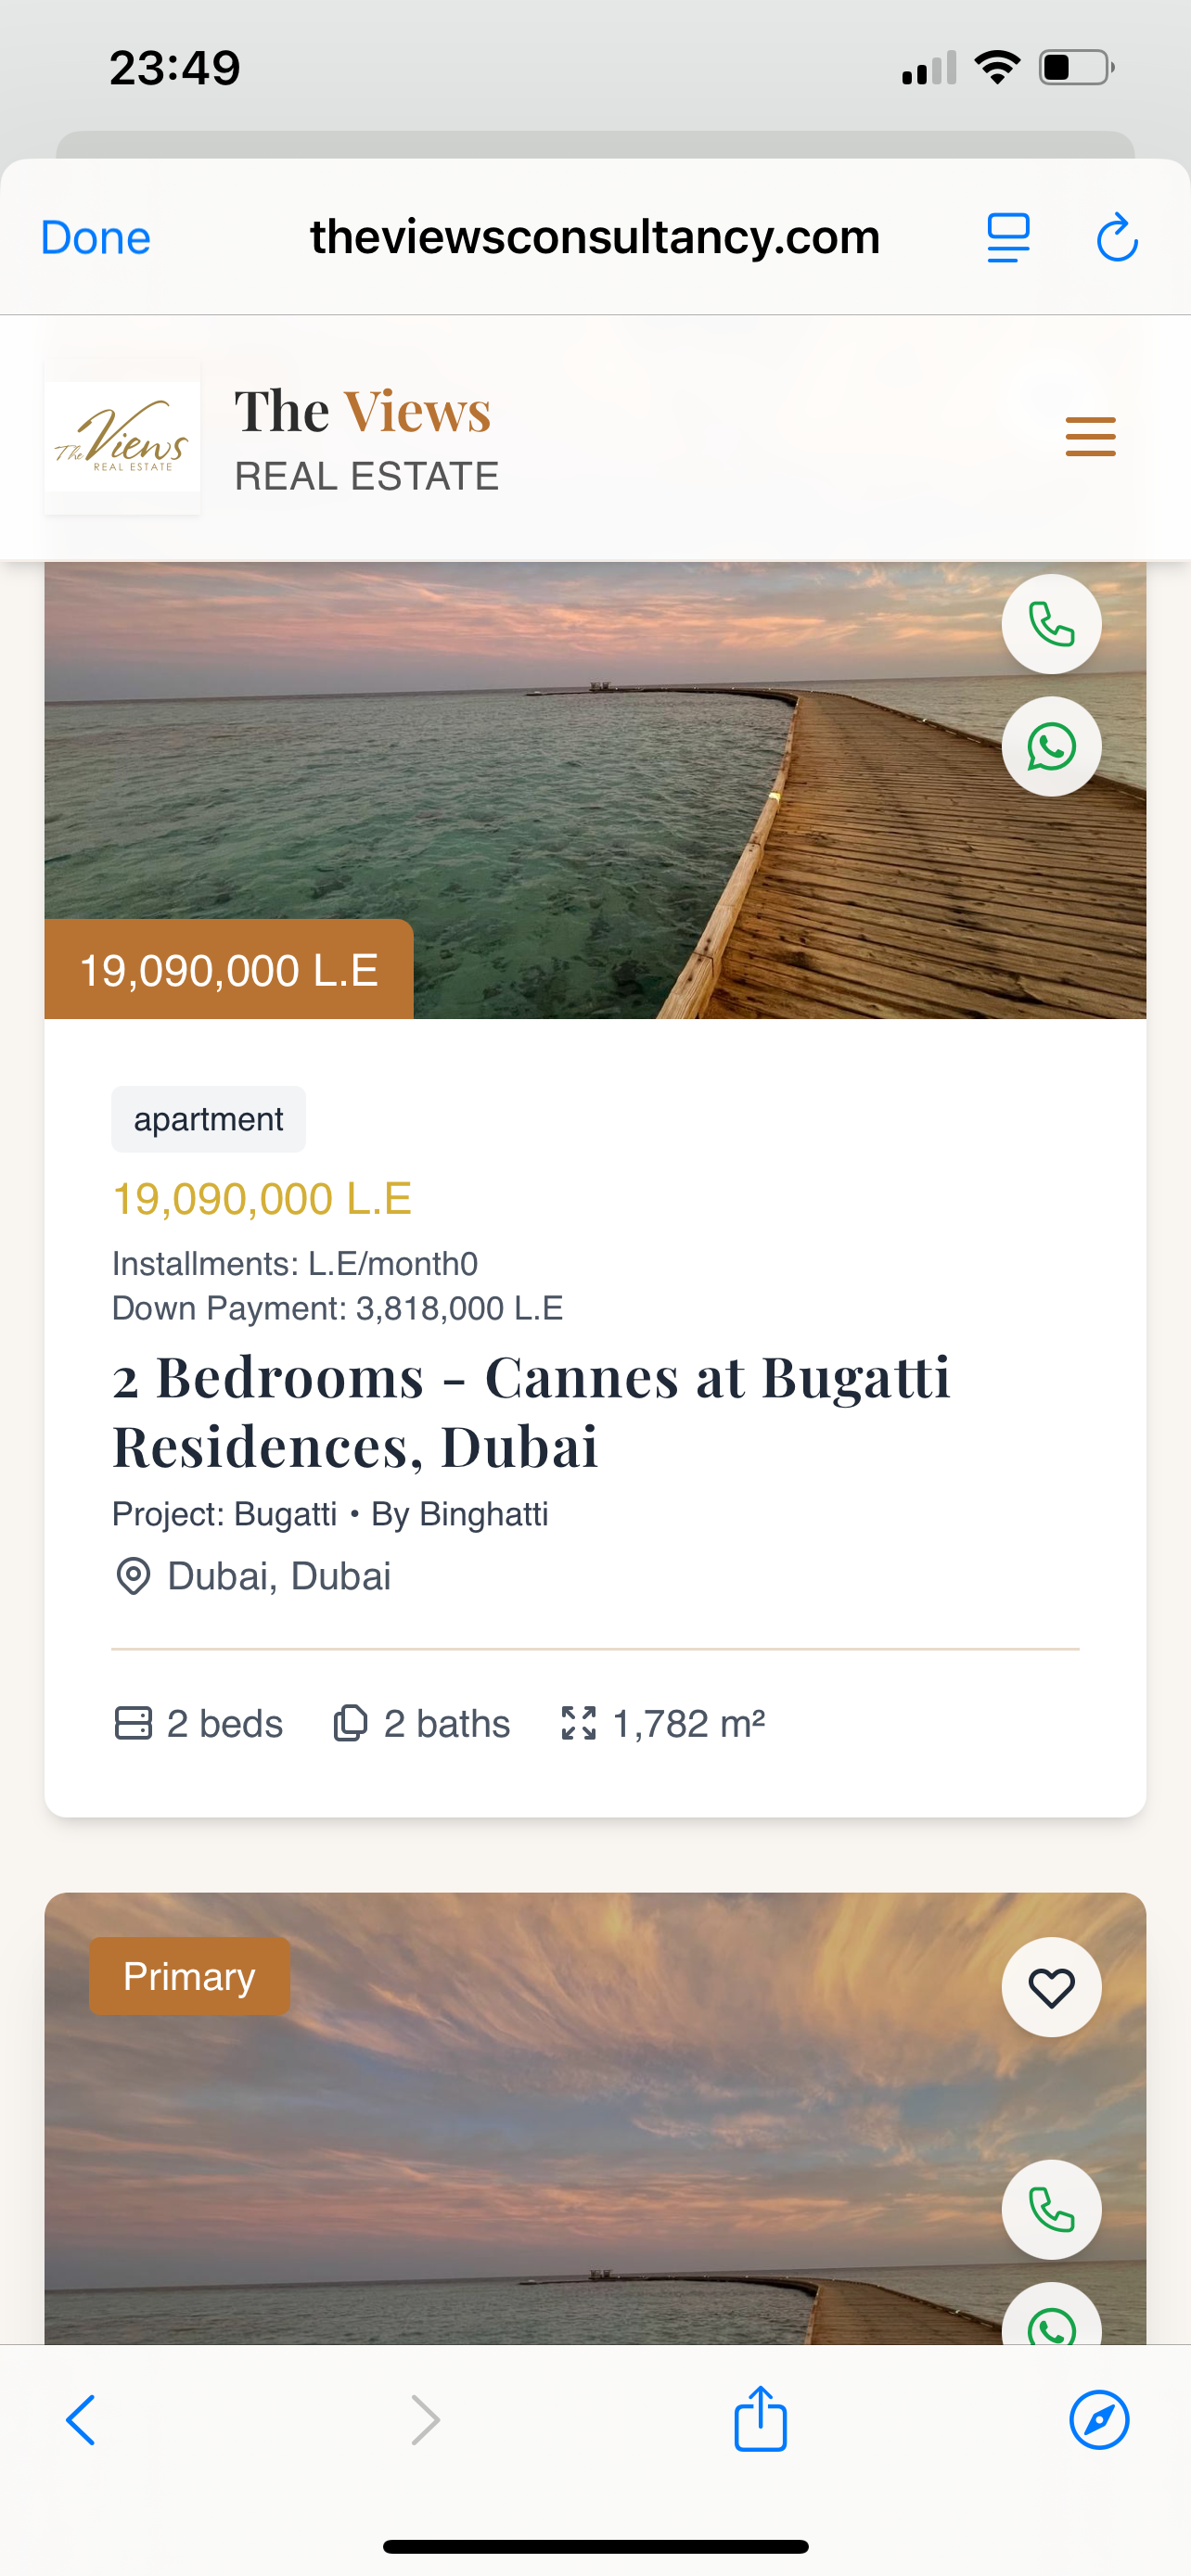 23:49
Done
theviewsconsultancy.com
The Views
REAL ESTATE
The Views
REAL ESTATE
19,090,000 L.E
apartment
19,090,000 L.E
Installments: L.E/month0
Down Payment: 3,818,000 L.E
2 Bedrooms - Cannes at Bugatti
Residences, Dubai
Project: Bugatti • By Binghatti
Dubai, Dubai
2 beds 2 baths 1,782 m²
Primary